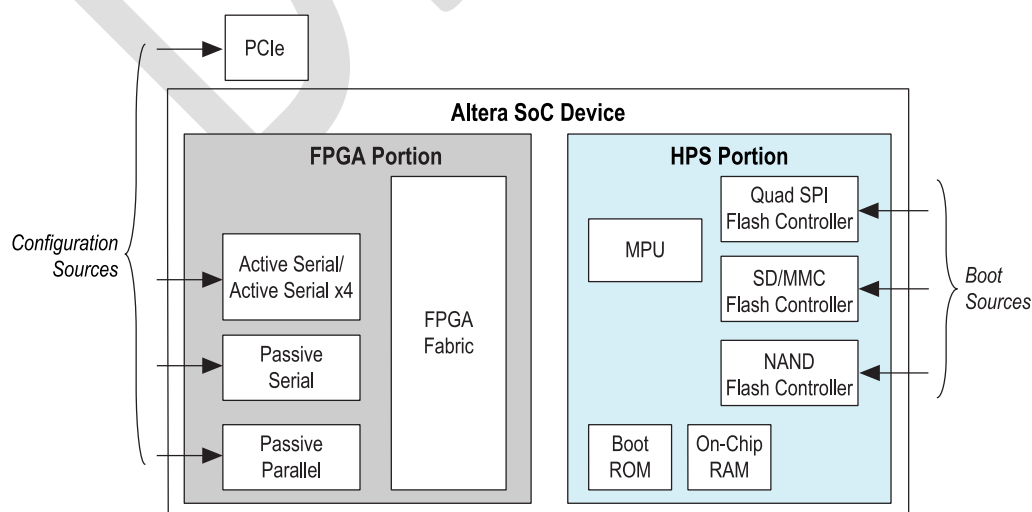 PCIe
Altera SoC Device
FPGA Portion
HPS Portion
Configuration
Sources
Active Serial/
Active Serial x4
Passive
Serial
Passive
Parallel
FPGA
Fabric
MPU
Quad SPI
Flash Controller
SD/MMC
Flash Controller
NAND
Flash Controller
Boot
ROM
On-Chip
RAM
Boot
Sources